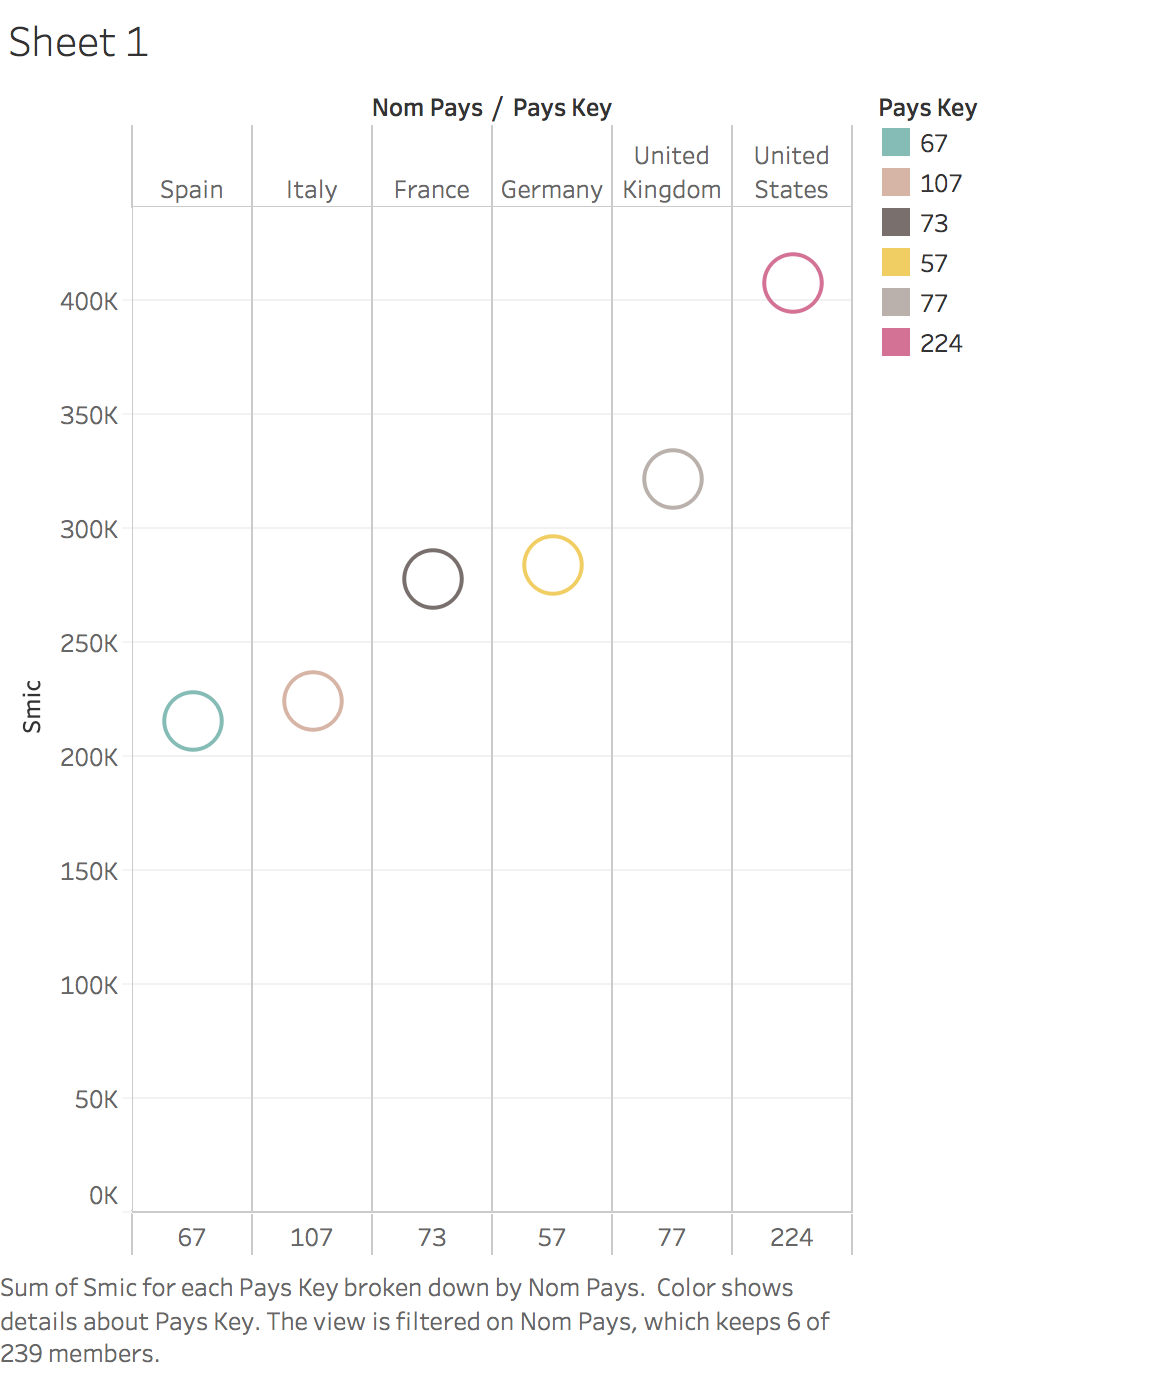 Sheet 1
Nom Pays / Pays Key
Spain
Italy
France
Germany
United
Kingdom
United
States
Pays Key
67
107
73
57
77
224
400K
350K
300K
250K
200K
150K
100K
50K
0K
Smic
67
107
73
57
77
224
Sum of Smic for each Pays Key broken down by Nom Pays.  Color shows
details about Pays Key. The view is filtered on Nom Pays, which keeps 6 of
239 members.